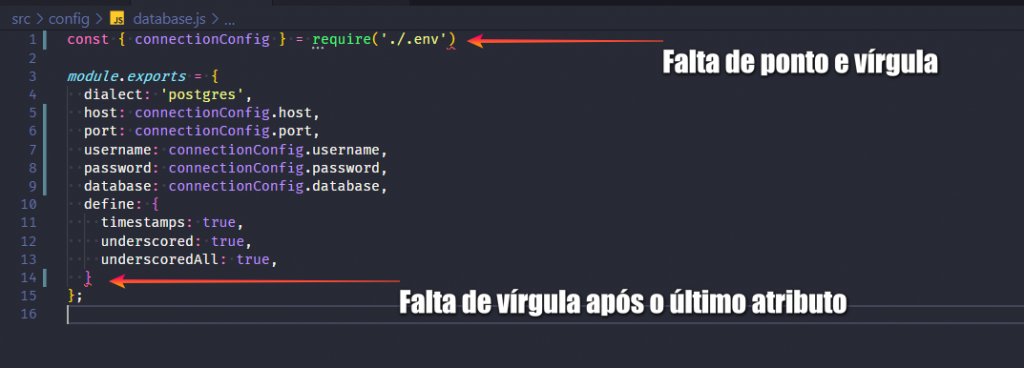 src > config > JS database.js > ...
1 const { connectionConfig } = require('./.env')
Falta de ponto e vírgula
2
3 module.exports = {
4 dialect: 'postgres',
5 host: connectionConfig.host,
6 port: connectionConfig.port,
7 username: connectionConfig.username,
8 password: connectionConfig.password,
9 database: connectionConfig.database,
10 define: {
11 timestamps: true,
12 underscored: true,
13 underscoredAll: true,
14 }
15 };
Falta de vírgula após o último atributo
16